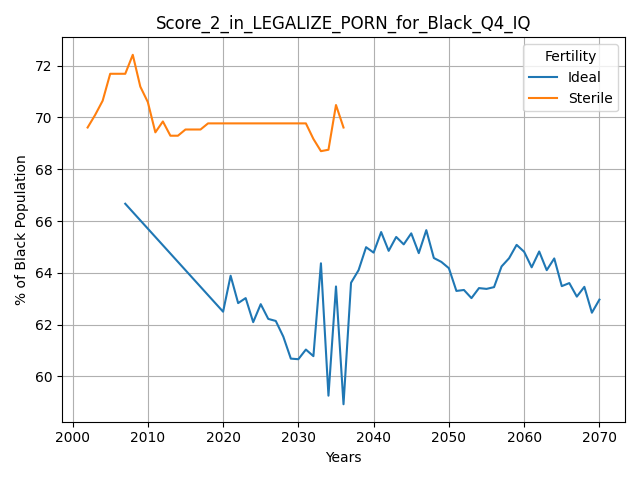 Score_2_in_LEGALIZE_PORN_for_Black_Q4_IQ
Fertility
Ideal
Sterile
% of Black Population
72
70
68
66
64
62
60
2000 2010 2020 2030 2040 2050 2060 2070
Years